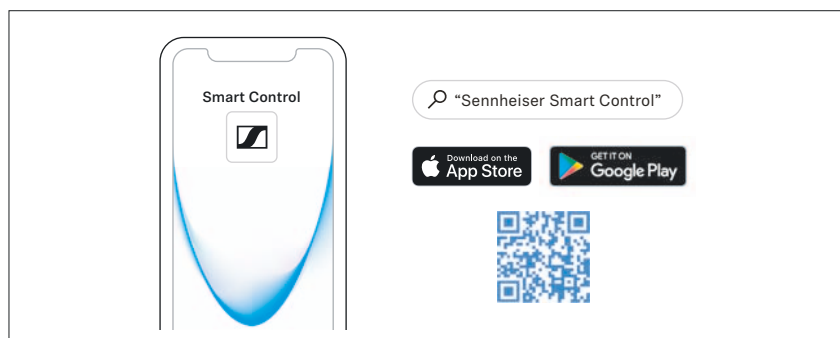 Smart Control
“Sennheiser Smart Control”
Download on the
App Store
GET IT ON
Google Play